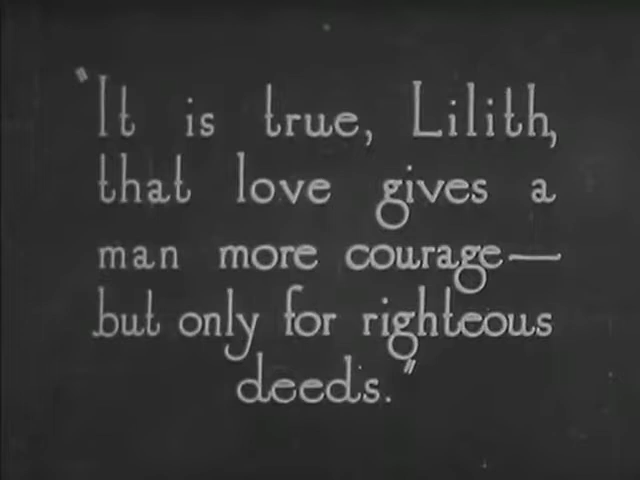 "It is true, Lilith,
that love gives a
man more courage—
but only for righteous
deeds."